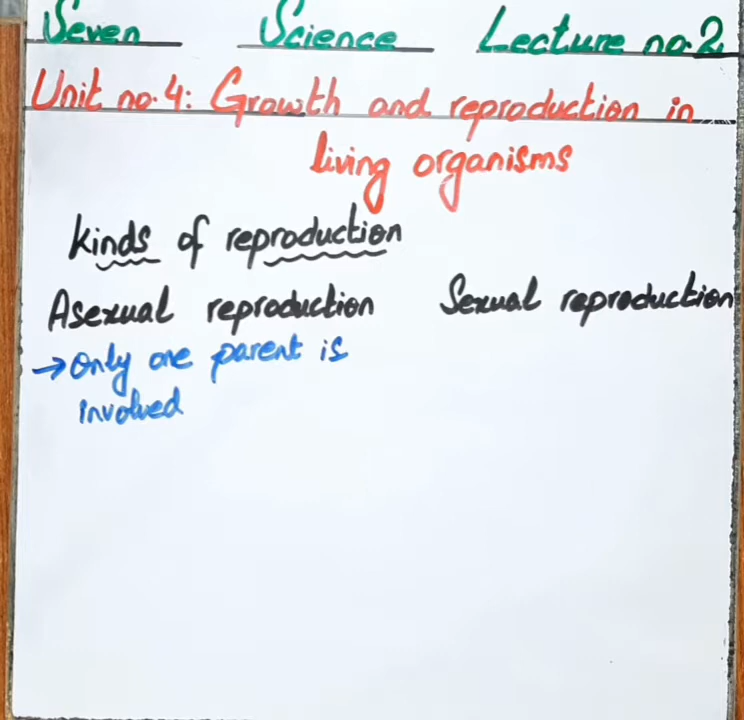 Seven Science Lecture no.2
Unit no.4: Growth and reproduction in
living organisms
kinds of reproduction
Asexual reproduction Sexual reproduction
→ Only one parent is
involved